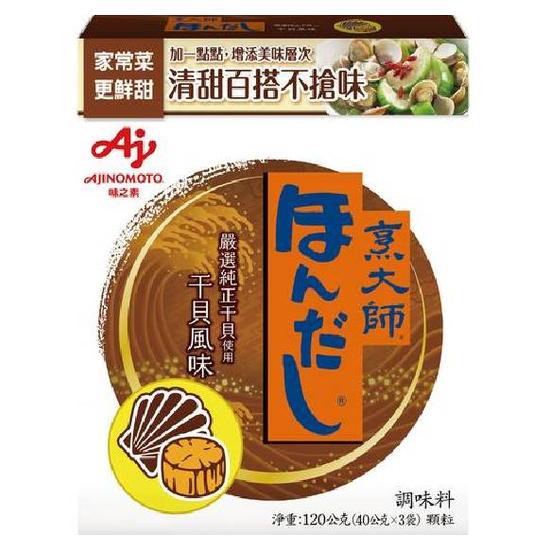 家常菜
更鮮甜
加一點點，增添美味層次
清甜百搭不搶味
Aj
AJINOMOTO®
味之素
烹大師®
ほんだし®
嚴選純正干貝使用
干貝風味
調味料
淨重:120公克(40公克×3袋) 顆粒